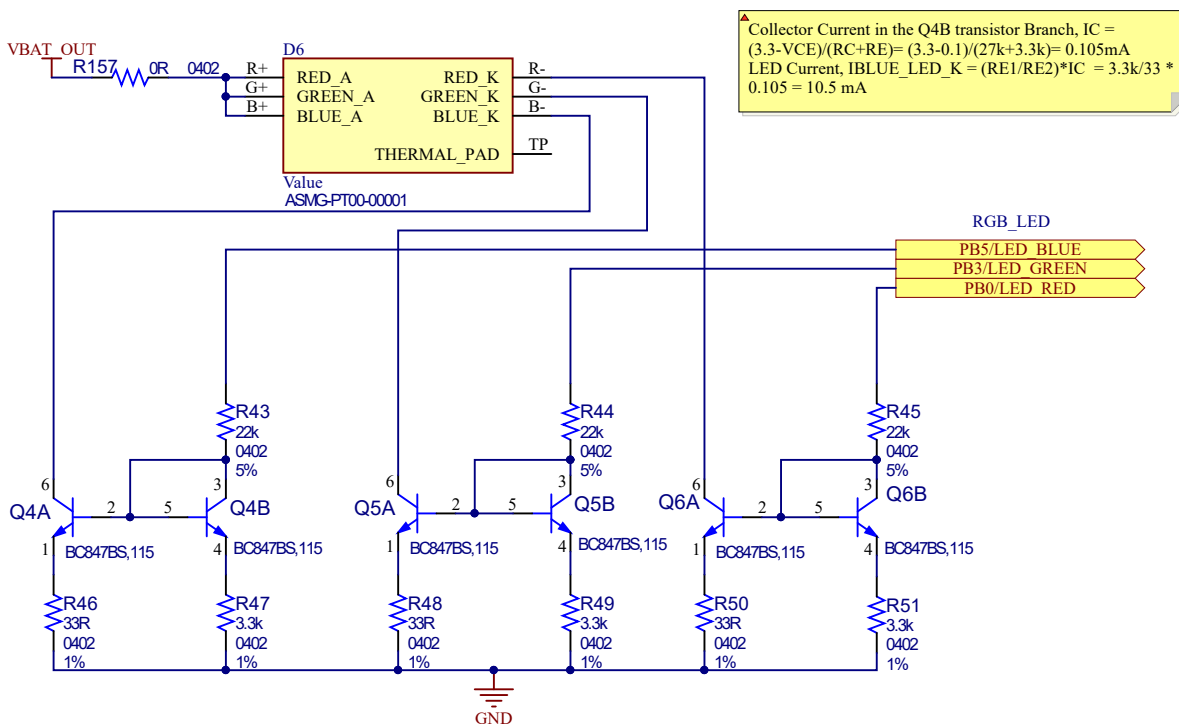 Collector Current in the Q4B transistor Branch, IC =
(3.3-VCE)/(RC+RE)= (3.3-0.1)/(27k+3.3k)= 0.105mA
LED Current, IBLUE_LED_K = (RE1/RE2)*IC = 3.3k/33 *
0.105 = 10.5 mA
VBAT_OUT
R157 0R 0402
D6
R+ RED_A RED_K R-
G+ GREEN_A GREEN_K G-
B+ BLUE_A BLUE_K B-
THERMAL_PAD TP
Value
ASMG-PT00-00001
RGB_LED
PB5/LED_BLUE
PB3/LED_GREEN
PB0/LED_RED
R43
22k
0402
5%
R44
22k
0402
5%
R45
22k
0402
5%
6 2 5 3
Q4A Q4B
1 4
BC847BS,115 BC847BS,115
6 2 5 3
Q5A Q5B
1 4
BC847BS,115 BC847BS,115
6 2 5 3
Q6A Q6B
1 4
BC847BS,115 BC847BS,115
R46
33R
0402
1%
R47
3.3k
0402
1%
R48
33R
0402
1%
R49
3.3k
0402
1%
R50
33R
0402
1%
R51
3.3k
0402
1%
GND